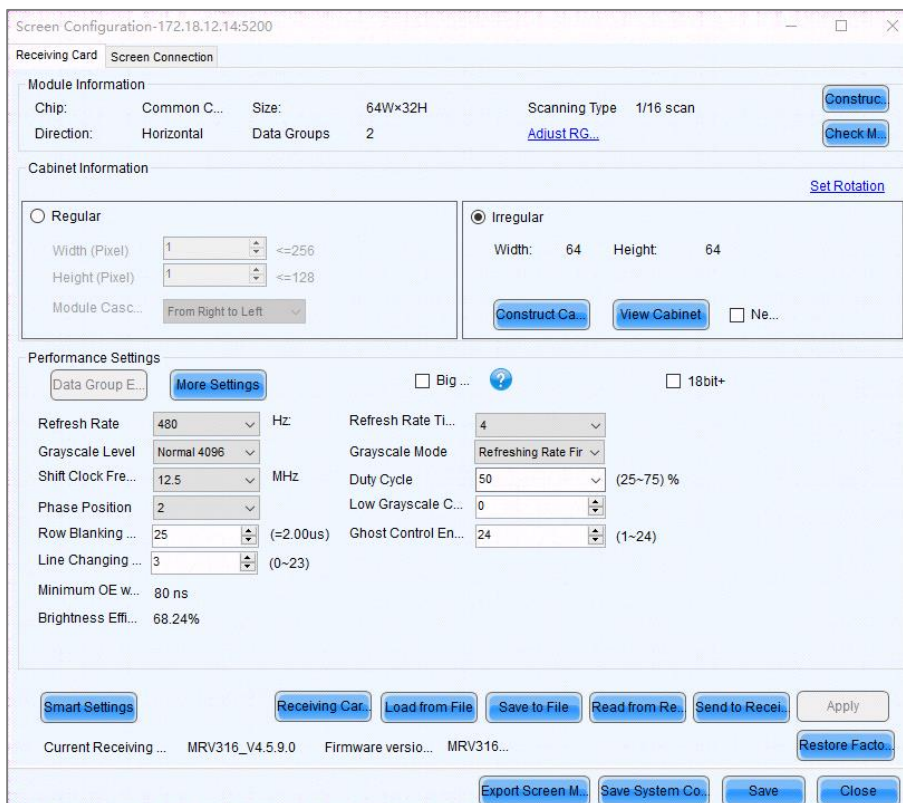 Screen Configuration-172.18.12.14:5200
Receiving Card Screen Connection
Module Information
Chip: Common C... Size: 64W×32H Scanning Type 1/16 scan Construc...
Direction: Horizontal Data Groups 2 Adjust RG... Check M...
Cabinet Information
Set Rotation
Regular
Width (Pixel) 1 <=256
Height (Pixel) 1 <=128
Module Casc... From Right to Left
Irregular
Width: 64 Height: 64
Construct Ca... View Cabinet Ne...
Performance Settings
Data Group E... More Settings Big ... ? 18bit+
Refresh Rate 480 Hz: Refresh Rate Ti... 4
Grayscale Level Normal 4096 Grayscale Mode Refreshing Rate Fir
Shift Clock Fre... 12.5 MHz Duty Cycle 50 (25~75) %
Phase Position 2 Low Grayscale C... 0
Row Blanking ... 25 (=2.00us) Ghost Control En... 24 (1~24)
Line Changing ... 3 (0~23)
Minimum OE w... 80 ns
Brightness Effi... 68.24%
Smart Settings Receiving Car... Load from File Save to File Read from Re... Send to Recei... Apply
Current Receiving ... MRV316_V4.5.9.0 Firmware versio... MRV316... Restore Facto...
Export Screen M... Save System Co... Save Close